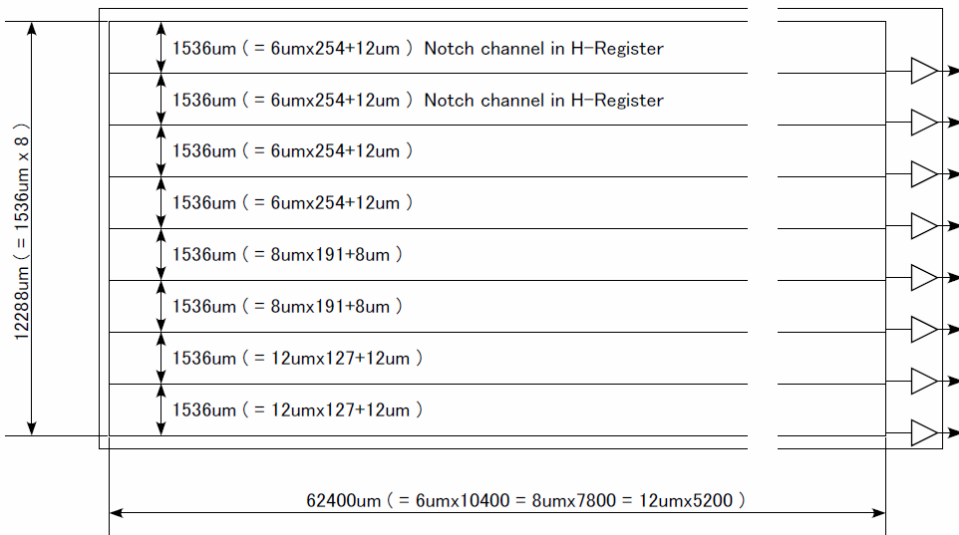 1536um ( = 6umx254+12um ) Notch channel in H-Register
1536um ( = 6umx254+12um ) Notch channel in H-Register
1536um ( = 6umx254+12um )
1536um ( = 6umx254+12um )
1536um ( = 8umx191+8um )
1536um ( = 8umx191+8um )
1536um ( = 12umx127+12um )
1536um ( = 12umx127+12um )
12288um ( = 1536um x 8 )
62400um ( = 6umx10400 = 8umx7800 = 12umx5200 )